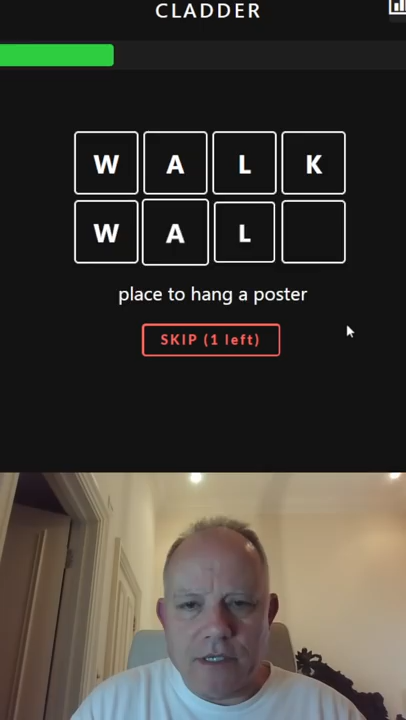 CLADDER
W A L K
W A L
place to hang a poster
SKIP (1 left)